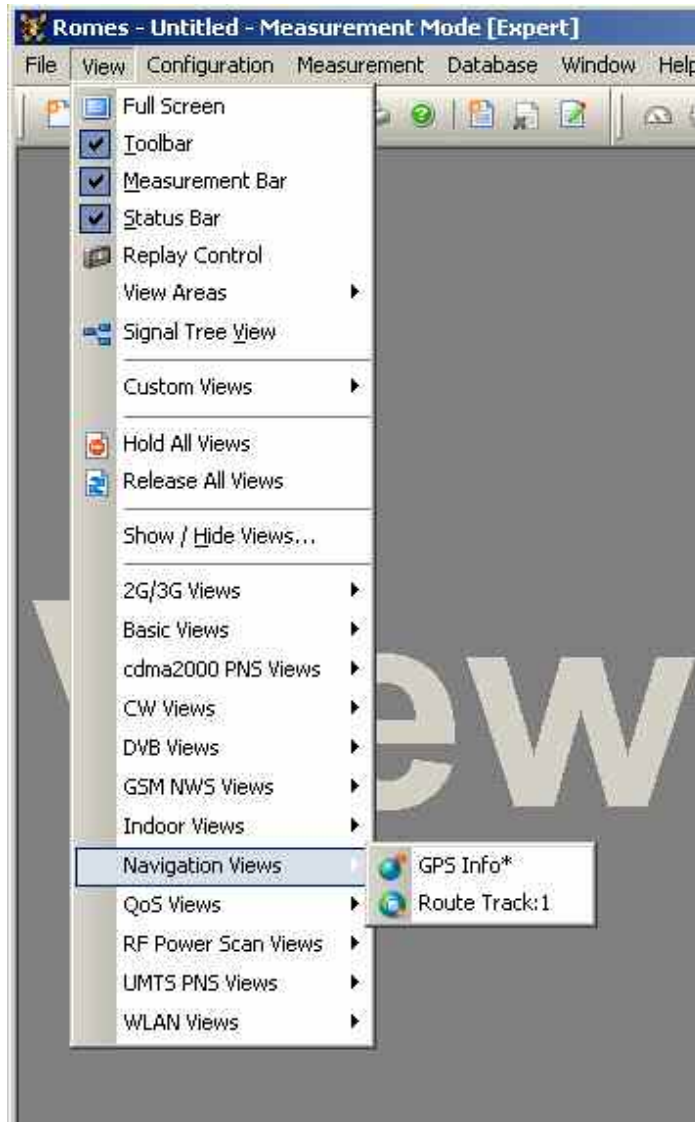 Romes - Untitled - Measurement Mode [Expert]
File View Configuration Measurement Database Window Help
Full Screen
Toolbar
Measurement Bar
Status Bar
Replay Control
View Areas
Signal Tree View
Custom Views
Hold All Views
Release All Views
Show / Hide Views...
2G/3G Views
Basic Views
cdma2000 PNS Views
CW Views
DVB Views
GSM NWS Views
Indoor Views
Navigation Views
GPS Info*
Route Track:1
QoS Views
RF Power Scan Views
UMTS PNS Views
WLAN Views